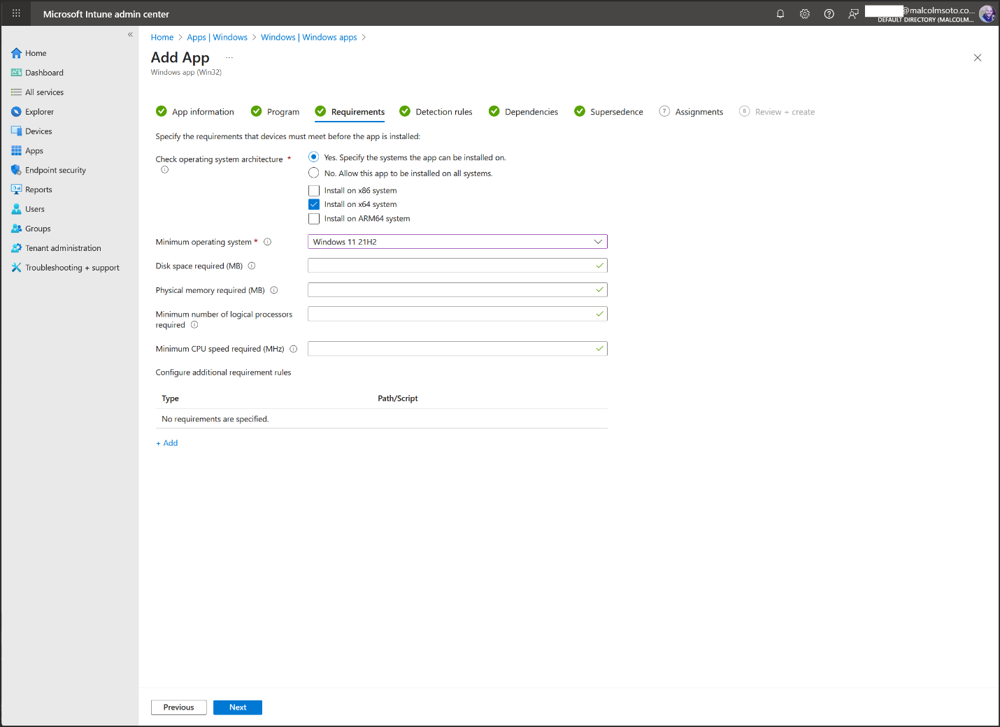 Microsoft Intune admin center
@malcolmsoto.co...
DEFAULT DIRECTORY (MALCOLM...
«
Home
Dashboard
All services
Explorer
Devices
Apps
Endpoint security
Reports
Users
Groups
Tenant administration
Troubleshooting + support
Home > Apps | Windows > Windows | Windows apps >
Add App ...
Windows app (Win32)
App information Program Requirements Detection rules Dependencies Supersedence 7 Assignments 8 Review + create
Specify the requirements that devices must meet before the app is installed:
Check operating system architecture *
Yes. Specify the systems the app can be installed on.
No. Allow this app to be installed on all systems.
Install on x86 system
Install on x64 system
Install on ARM64 system
Minimum operating system * Windows 11 21H2
Disk space required (MB)
Physical memory required (MB)
Minimum number of logical processors
required
Minimum CPU speed required (MHz)
Configure additional requirement rules
Type Path/Script
No requirements are specified.
+ Add
Previous Next